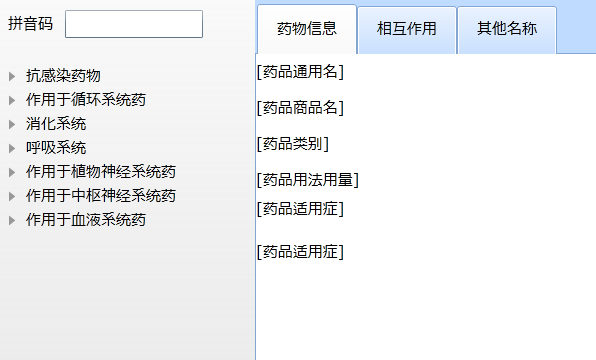 拼音码
抗感染药物
作用于循环系统药
消化系统
呼吸系统
作用于植物神经系统药
作用于中枢神经系统药
作用于血液系统药
药物信息 相互作用 其他名称
[药品通用名]
[药品商品名]
[药品类别]
[药品用法用量]
[药品适用症]
[药品适用症]